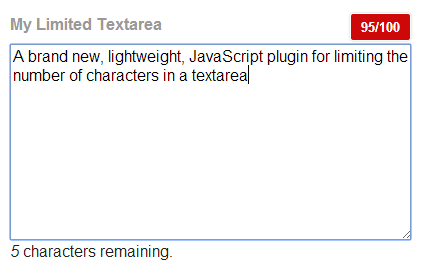 My Limited Textarea
95/100
A brand new, lightweight, JavaScript plugin for limiting the
number of characters in a textarea
5 characters remaining.